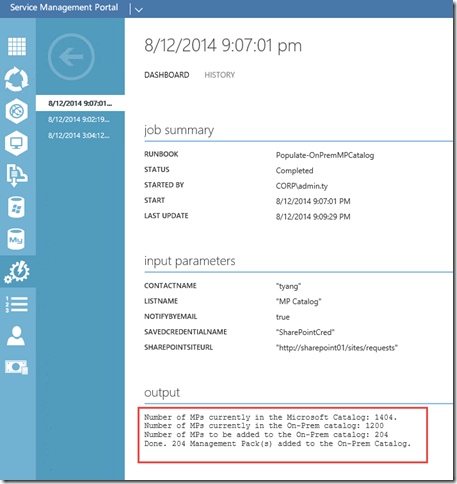 Service Management Portal
8/12/2014 9:07:01 pm
DASHBOARD HISTORY
8/12/2014 9:07:01...
8/12/2014 9:02:19...
8/12/2014 3:04:12...
job summary
RUNBOOK Populate-OnPremMPCatalog
STATUS Completed
STARTED BY CORP\admin.ty
START 8/12/2014 9:07:01 PM
LAST UPDATE 8/12/2014 9:09:29 PM
input parameters
CONTACTNAME "tyang"
LISTNAME "MP Catalog"
NOTIFYBYEMAIL true
SAVEDCREDENTIALNAME "SharePointCred"
SHAREPOINTSITEURL "http://sharepoint01/sites/requests"
output
Number of MPs currently in the Microsoft Catalog: 1404.
Number of MPs currently in the On-Prem catalog: 1200
Number of MPs to be added to the On-Prem catalog: 204
Done. 204 Management Pack(s) added to the On-Prem Catalog.
My
1
2
3